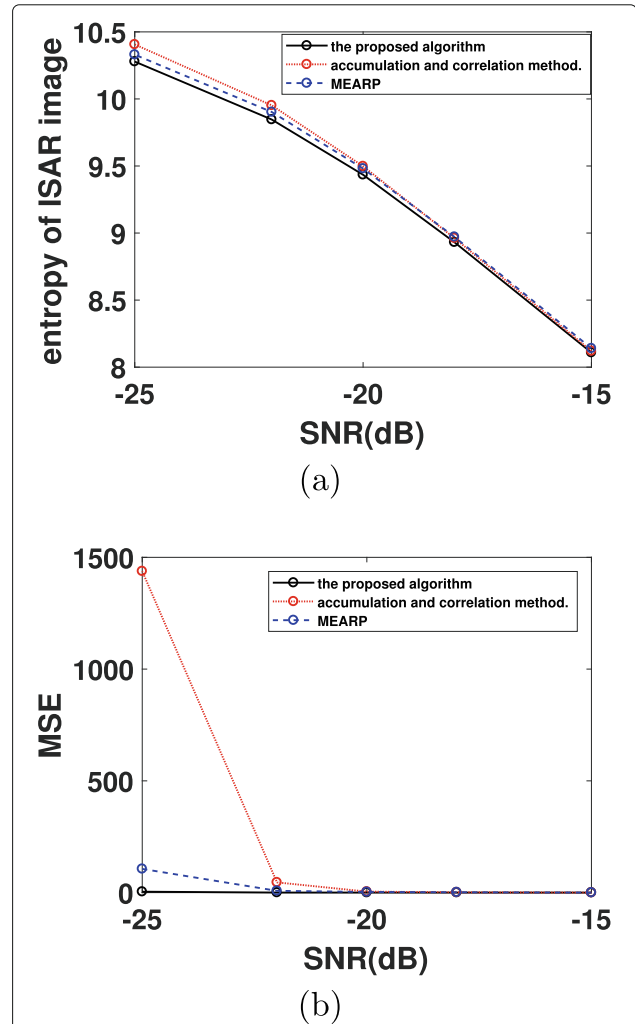 10.5
10
9.5
9
8.5
8
entropy of ISAR image
the proposed algorithm
accumulation and correlation method.
MEARP
-25
-20
-15
SNR(dB)
(a)
1500
1000
500
0
MSE
the proposed algorithm
accumulation and correlation method.
MEARP
-25
-20
-15
SNR(dB)
(b)